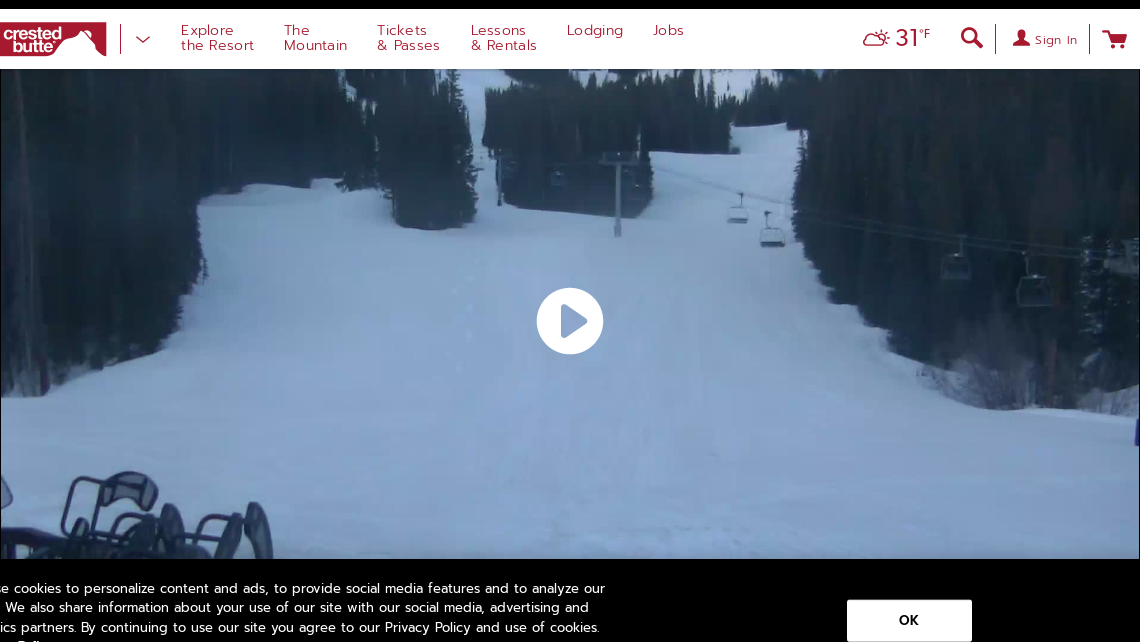 crested
butte
Explore
the Resort
The
Mountain
Tickets
& Passes
Lessons
& Rentals
Lodging
Jobs
31°F
Sign In
cookies to personalize content and ads, to provide social media features and to analyze our
We also share information about your use of our site with our social media, advertising and
partners. By continuing to use our site you agree to our Privacy Policy and use of cookies.
OK